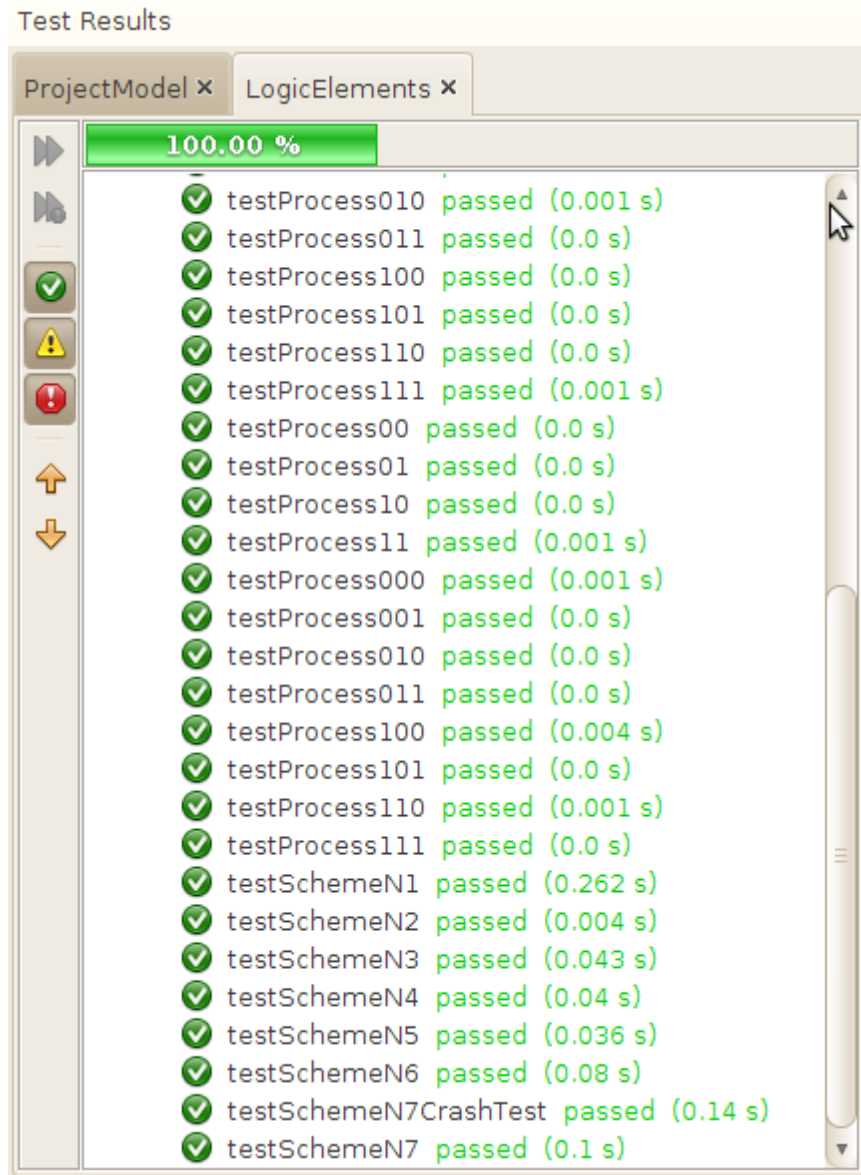 Test Results
ProjectModel × LogicElements ×
100.00 %
testProcess010 passed (0.001 s)
testProcess011 passed (0.0 s)
testProcess100 passed (0.0 s)
testProcess101 passed (0.0 s)
testProcess110 passed (0.0 s)
testProcess111 passed (0.001 s)
testProcess00 passed (0.0 s)
testProcess01 passed (0.0 s)
testProcess10 passed (0.0 s)
testProcess11 passed (0.001 s)
testProcess000 passed (0.001 s)
testProcess001 passed (0.0 s)
testProcess010 passed (0.0 s)
testProcess011 passed (0.0 s)
testProcess100 passed (0.004 s)
testProcess101 passed (0.0 s)
testProcess110 passed (0.001 s)
testProcess111 passed (0.0 s)
testSchemeN1 passed (0.262 s)
testSchemeN2 passed (0.004 s)
testSchemeN3 passed (0.043 s)
testSchemeN4 passed (0.04 s)
testSchemeN5 passed (0.036 s)
testSchemeN6 passed (0.08 s)
testSchemeN7CrashTest passed (0.14 s)
testSchemeN7 passed (0.1 s)